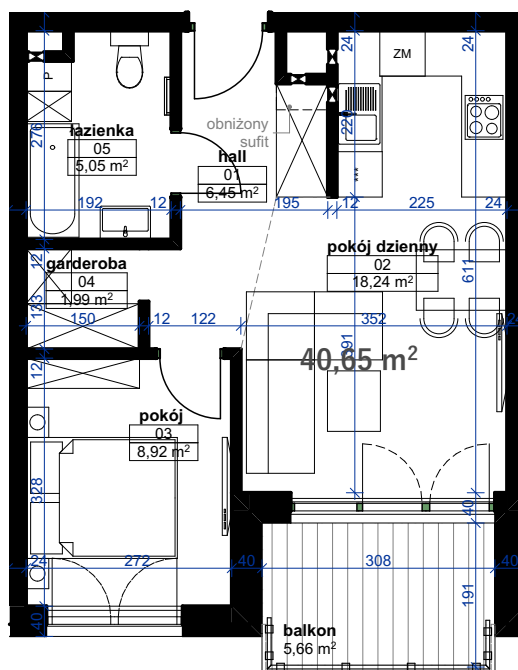 24
24
ZM
P
276
220
obniżony
sufit
łazienka
05
5,05 m²
hall
01
6,45 m²
***
192
12
195
12
225
24
pokój dzienny
02
18,24 m²
611
12
garderoba
04
1,99 m²
133
150
12
122
352
24
391
40,65 m²
12
pokój
03
8,92 m²
328
40
24
272
40
308
40
191
40
balkon
5,66 m²